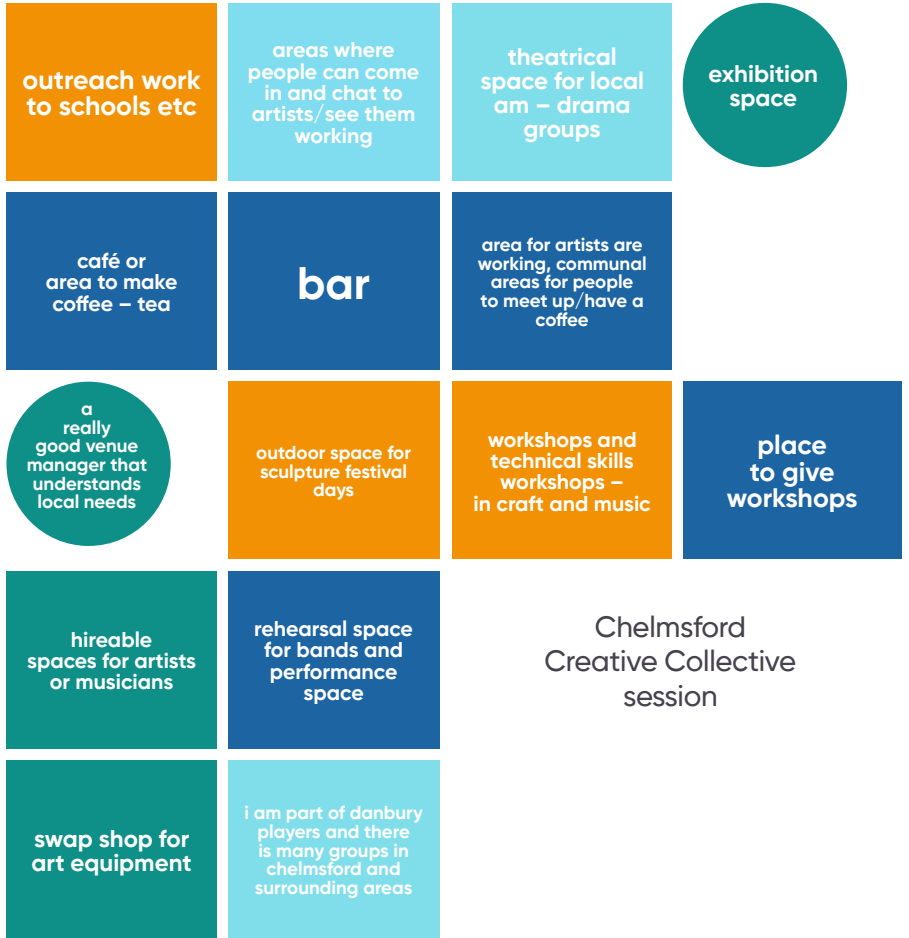 outreach work
to schools etc
areas where
people can come
in and chat to
artists/see them
working
theatrical
space for local
am – drama
groups
exhibition
space
café or
area to make
coffee – tea
bar
area for artists are
working, communal
areas for people
to meet up/have a
coffee
a
really
good venue
manager that
understands
local needs
outdoor space for
sculpture festival
days
workshops and
technical skills
workshops –
in craft and music
place
to give
workshops
hireable
spaces for artists
or musicians
rehearsal space
for bands and
performance
space
Chelmsford
Creative Collective
session
swap shop for
art equipment
i am part of danbury
players and there
is many groups in
chelmsford and
surrounding areas